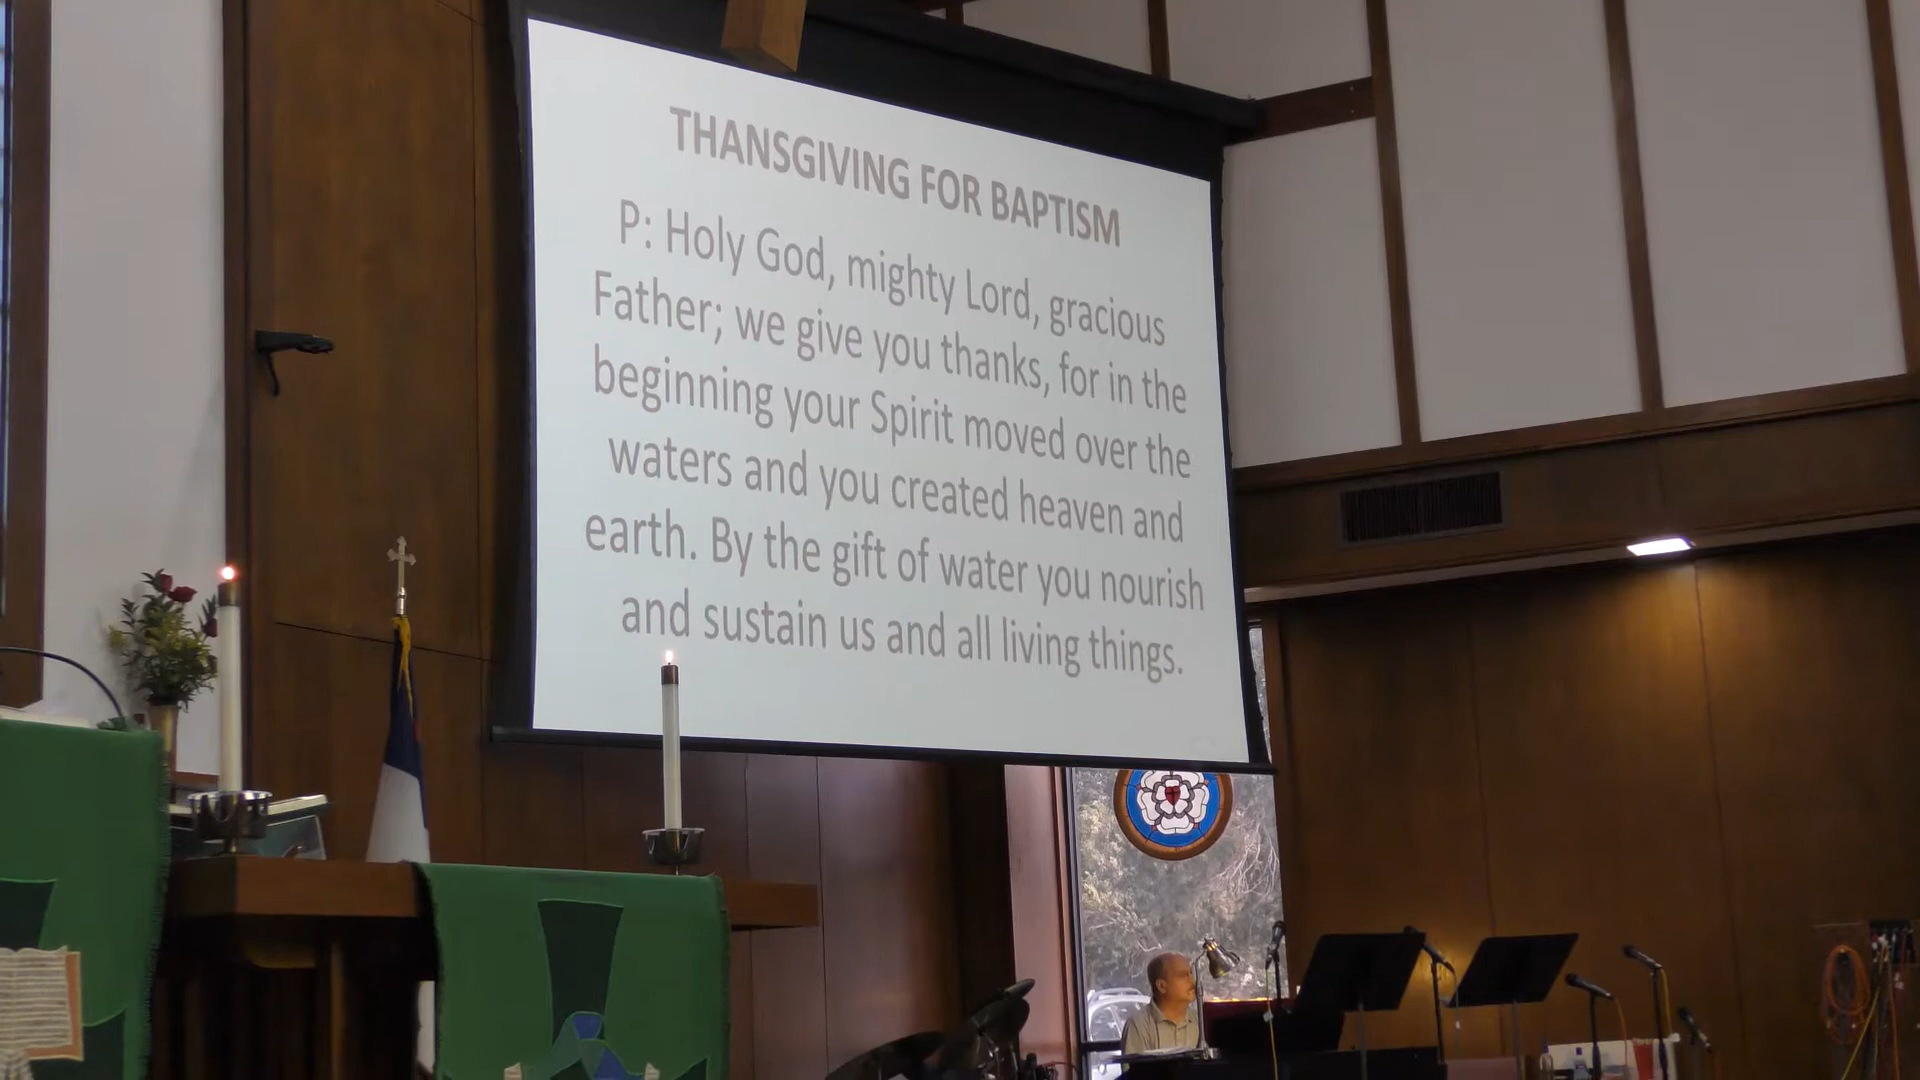 THANSGIVING FOR BAPTISM
P: Holy God, mighty Lord, gracious
Father; we give you thanks, for in the
beginning your Spirit moved over the
waters and you created heaven and
earth. By the gift of water you nourish
and sustain us and all living things.